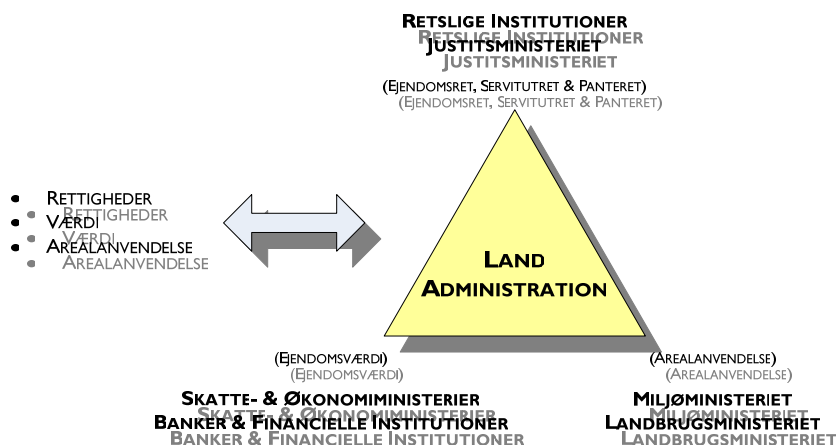 RETSLIGE INSTITUTIONER
JUSTITSMINISTERIET
(EJENDOMSRET, SERVITUTRET & PANTERET)
• RETTIGHEDER
• VÆRDI
• AREALANVENDELSE
LAND
ADMINISTRATION
(EJENDOMSVÆRDI)
SKATTE- & ØKONOMIMINISTERIER
BANKER & FINANCIELLE INSTITUTIONER
(AREALANVENDELSE)
MILJØMINISTERIET
LANDBRUGSMINISTERIET